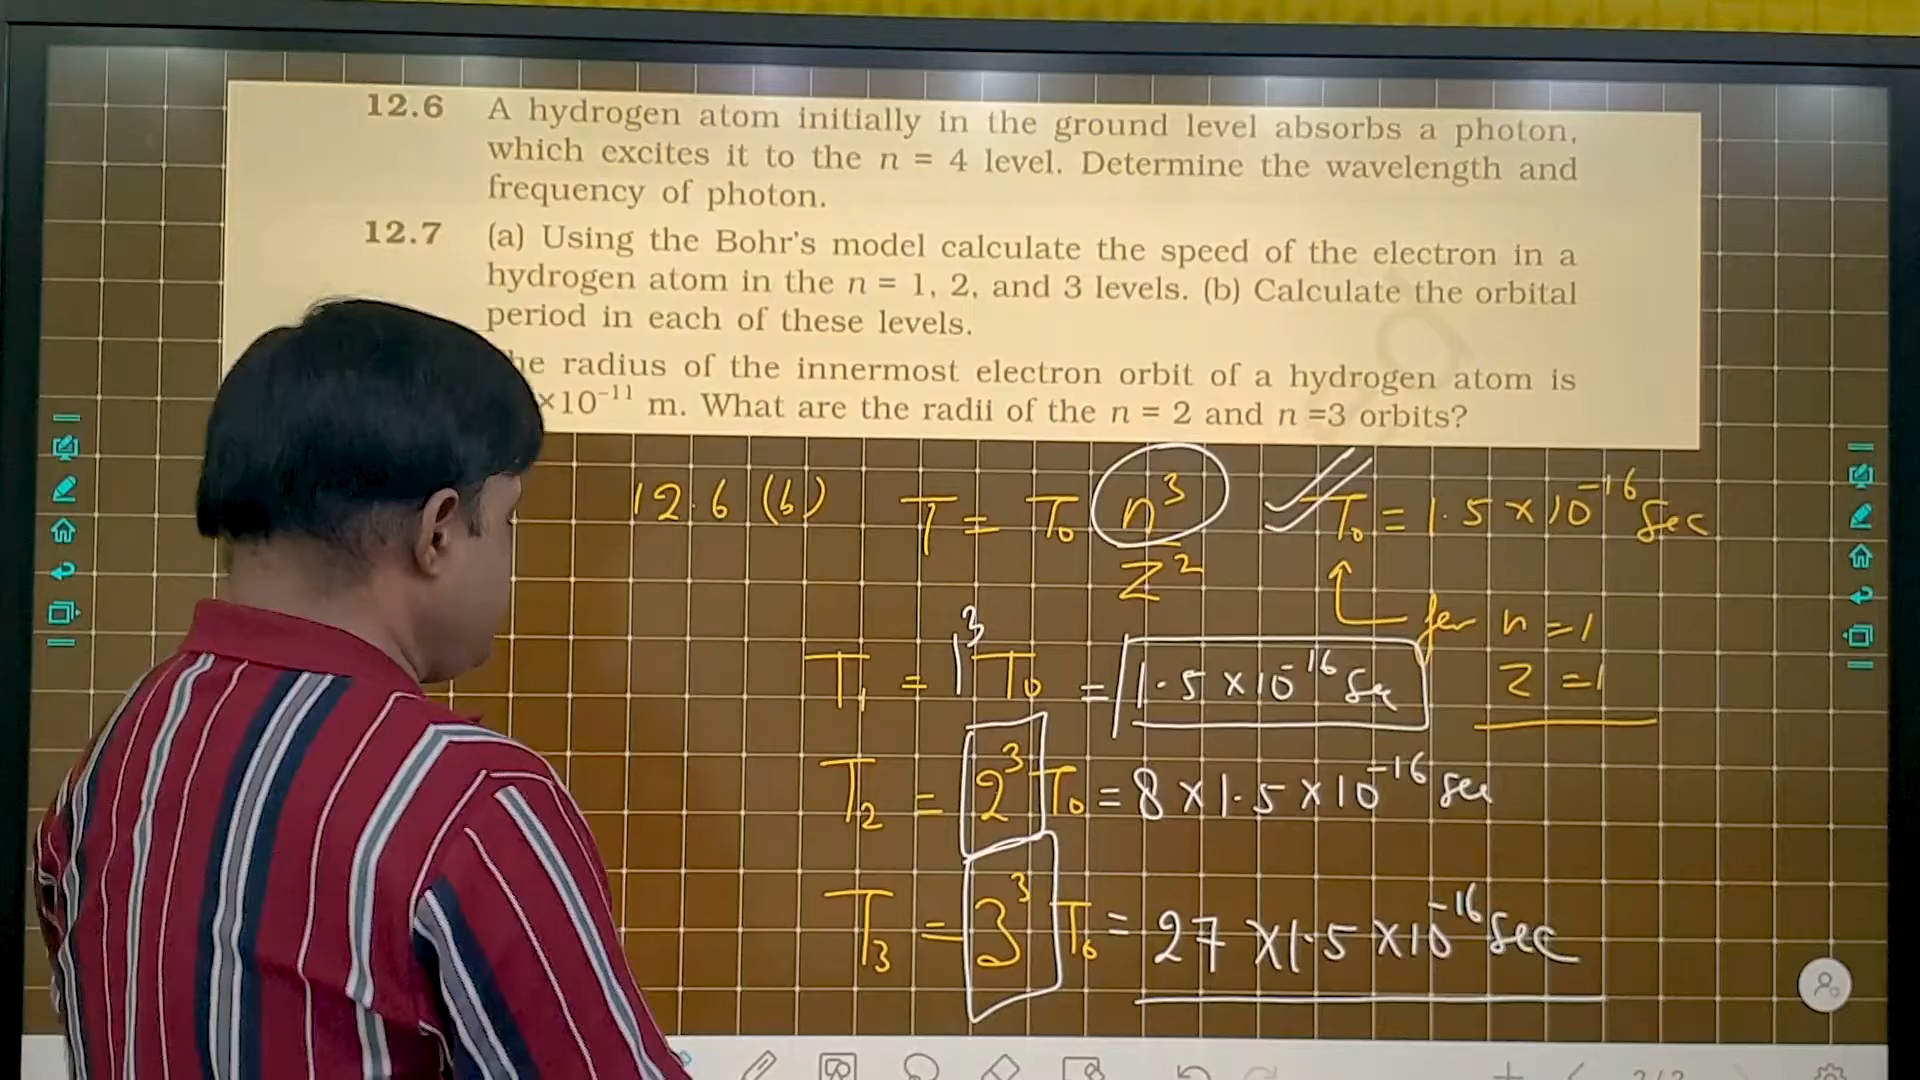 12.6 A hydrogen atom initially in the ground level absorbs a photon,
which excites it to the n = 4 level. Determine the wavelength and
frequency of photon.
12.7 (a) Using the Bohr's model calculate the speed of the electron in a
hydrogen atom in the n = 1, 2, and 3 levels. (b) Calculate the orbital
period in each of these levels.
he radius of the innermost electron orbit of a hydrogen atom is
×10⁻¹¹ m. What are the radii of the n = 2 and n =3 orbits?
12.6 (b) T = T₀ n³/Z² T₀ = 1.5 × 10⁻¹⁶ Sec
for n = 1
Z = 1
T₁ = 1³ T₀ = 1.5 × 10⁻¹⁶ Sec
T₂ = 2³ T₀ = 8 × 1.5 × 10⁻¹⁶ sec
T₃ = 3³ T₀ = 27 × 1.5 × 10⁻¹⁶ Sec